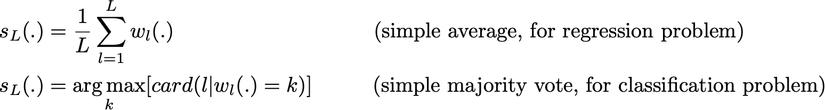 s_L(.) = \frac{1}{L} \sum_{l=1}^{L} w_l(.) (simple average, for regression problem)
s_L(.) = \arg\max_k [card(l|w_l(.) = k)] (simple majority vote, for classification problem)